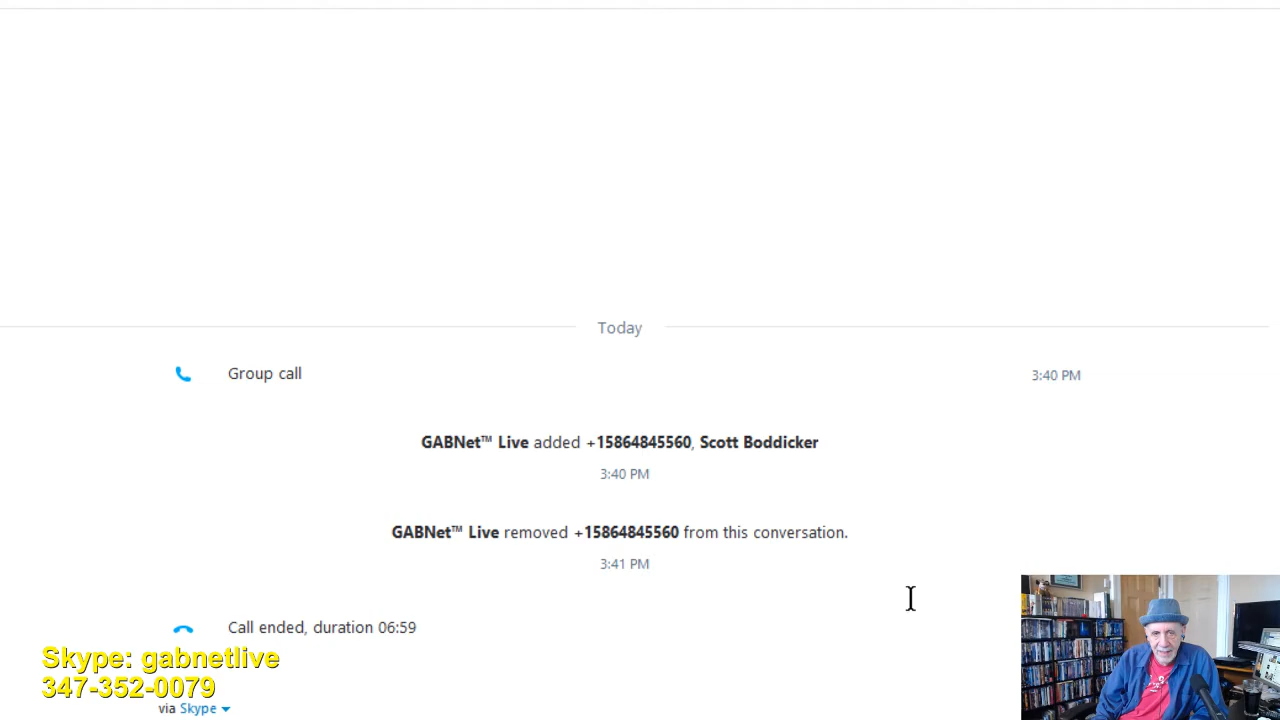 Today
Group call 3:40 PM
GABNet™ Live added +15864845560, Scott Boddicker
3:40 PM
GABNet™ Live removed +15864845560 from this conversation.
3:41 PM
Call ended, duration 06:59
Skype: gabnetlive
347-352-0079
via Skype